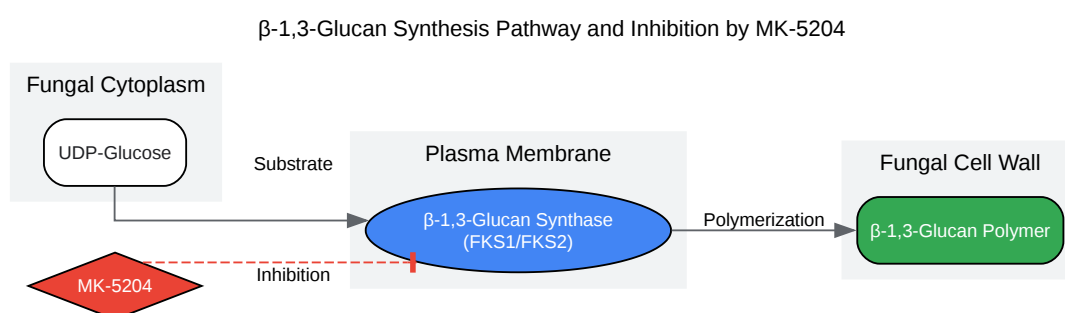 β-1,3-Glucan Synthesis Pathway and Inhibition by MK-5204
Fungal Cytoplasm
UDP-Glucose
Substrate
Plasma Membrane
β-1,3-Glucan Synthase
(FKS1/FKS2)
Polymerization
Fungal Cell Wall
β-1,3-Glucan Polymer
MK-5204
Inhibition